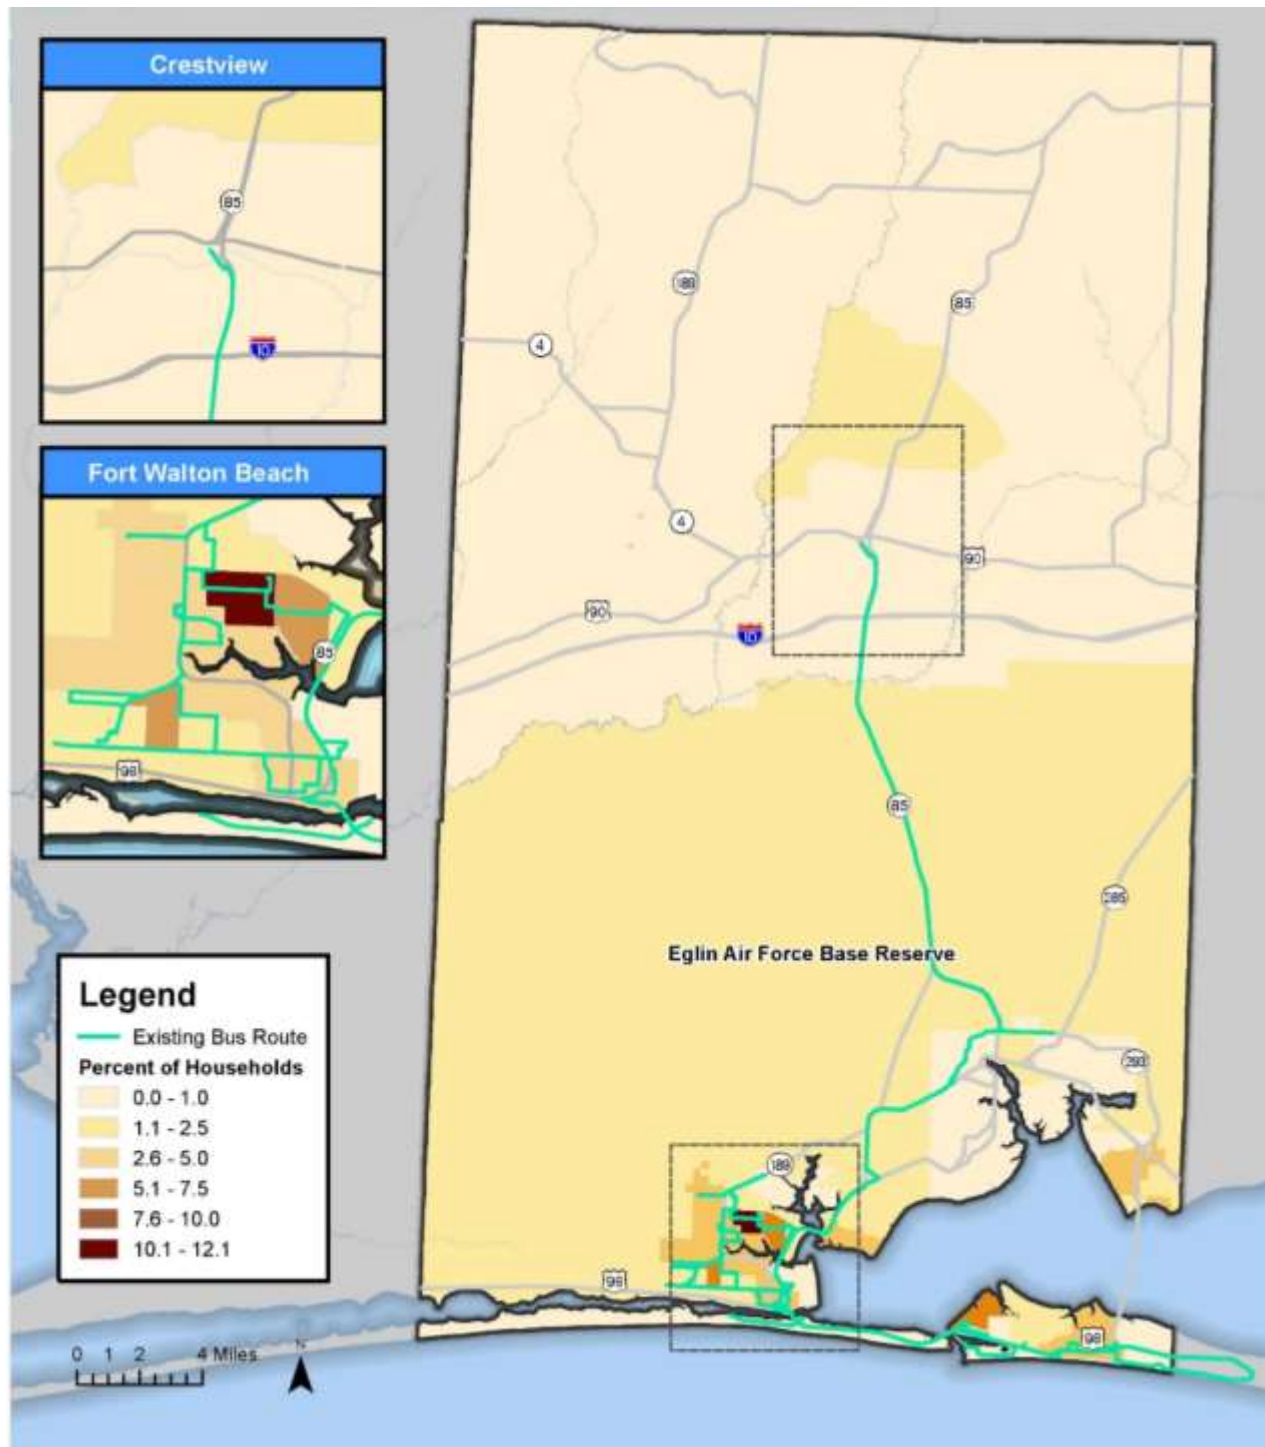 Crestview
85
10
Fort Walton Beach
85
98
189
85
4
4
90
90
10
85
285
Eglin Air Force Base Reserve
293
189
98
98
Legend
Existing Bus Route
Percent of Households
0.0 - 1.0
1.1 - 2.5
2.6 - 5.0
5.1 - 7.5
7.6 - 10.0
10.1 - 12.1
0 1 2 4 Miles
N